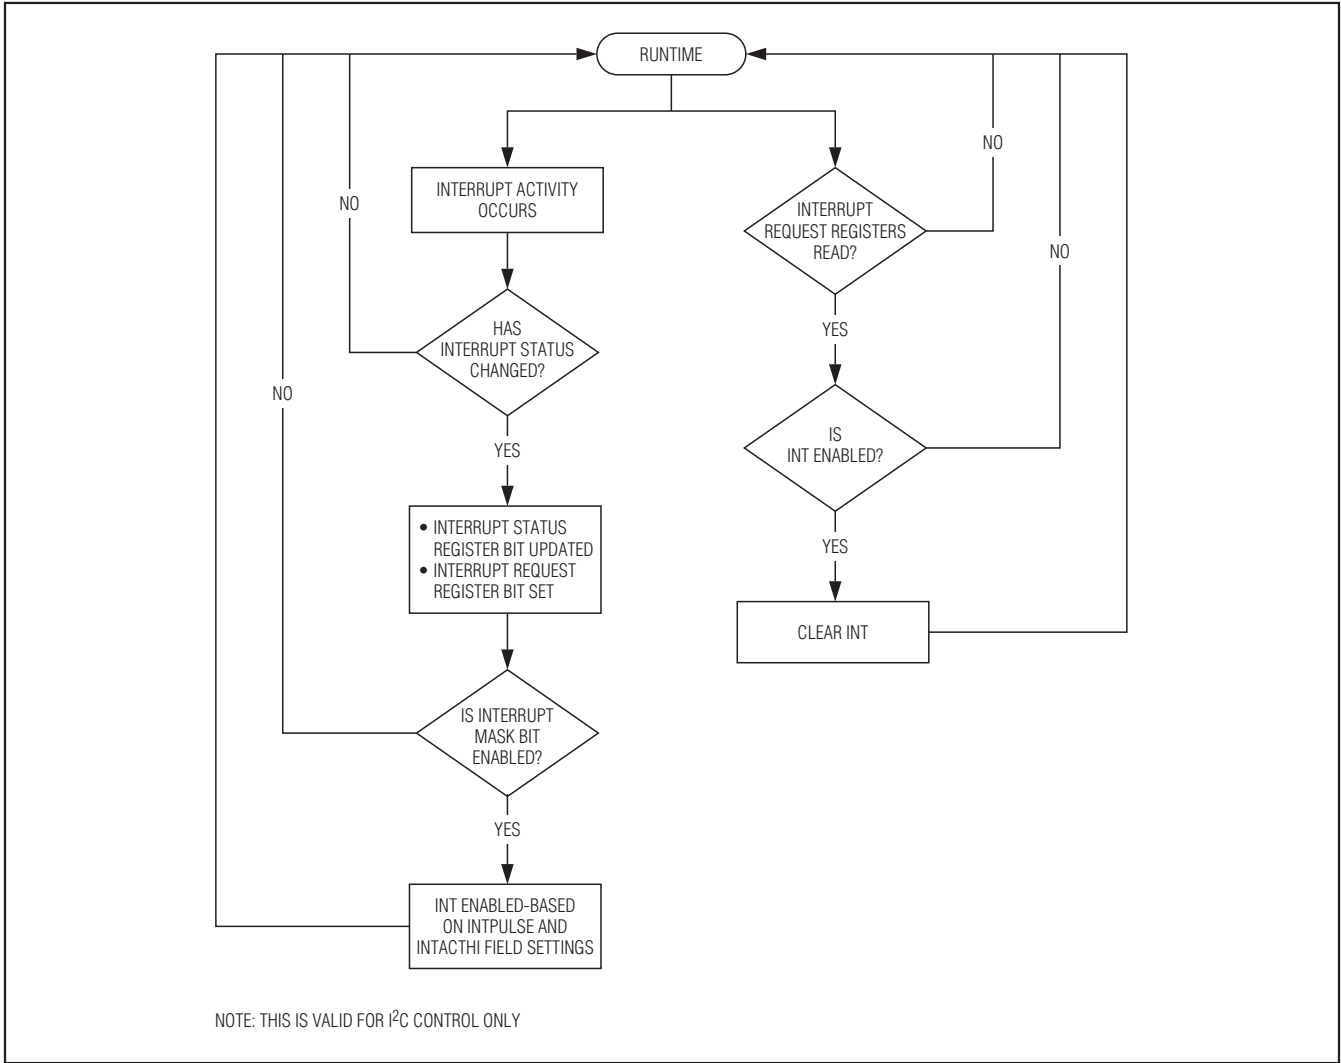 RUNTIME
INTERRUPT ACTIVITY
OCCURS
NO
HAS
INTERRUPT STATUS
CHANGED?
NO
YES
• INTERRUPT STATUS
REGISTER BIT UPDATED
• INTERRUPT REQUEST
REGISTER BIT SET
IS INTERRUPT
MASK BIT
ENABLED?
YES
INT ENABLED-BASED
ON INTPULSE AND
INTACTHI FIELD SETTINGS
INTERRUPT
REQUEST REGISTERS
READ?
NO
NO
YES
IS
INT ENABLED?
YES
CLEAR INT
NOTE: THIS IS VALID FOR I²C CONTROL ONLY